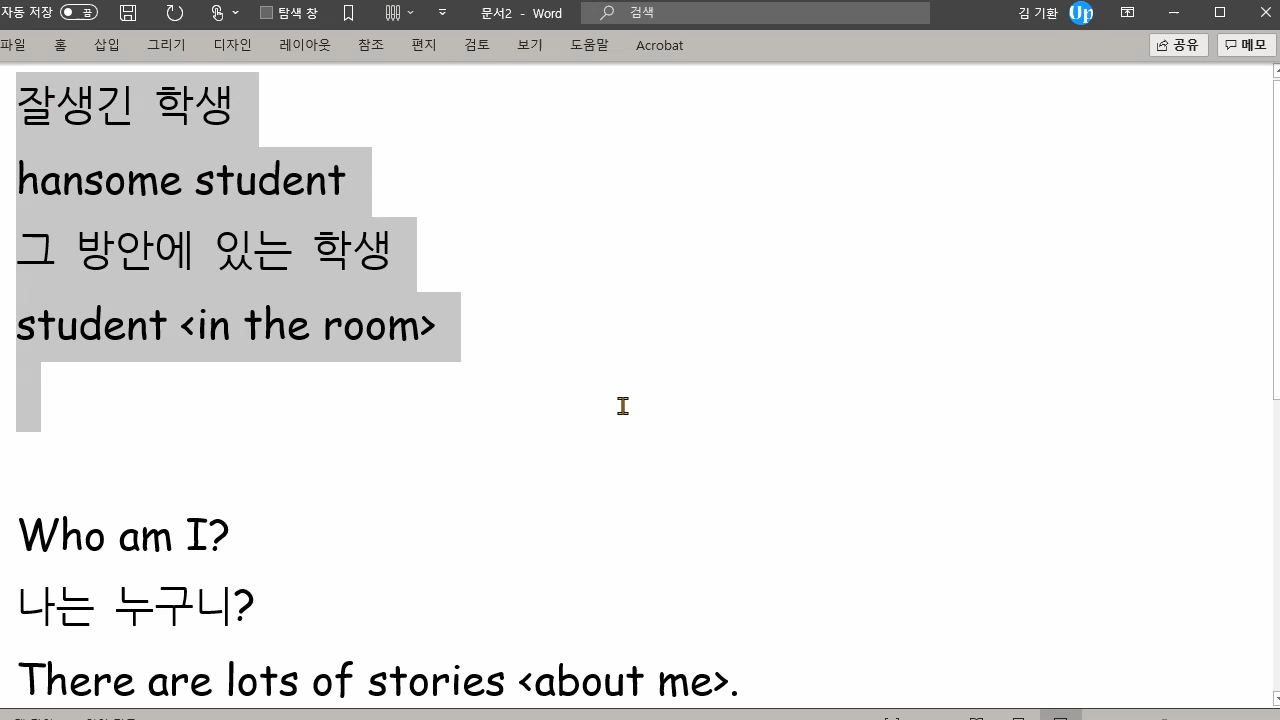 자동 저장 끔 탐색 창 문서2 - Word 검색 김 기환 Up
파일 홈 삽입 그리기 디자인 레이아웃 참조 편지 검토 보기 도움말 Acrobat 공유 메모
잘생긴 학생
hansome student
그 방안에 있는 학생
student <in the room>
Who am I?
나는 누구니?
There are lots of stories <about me>.